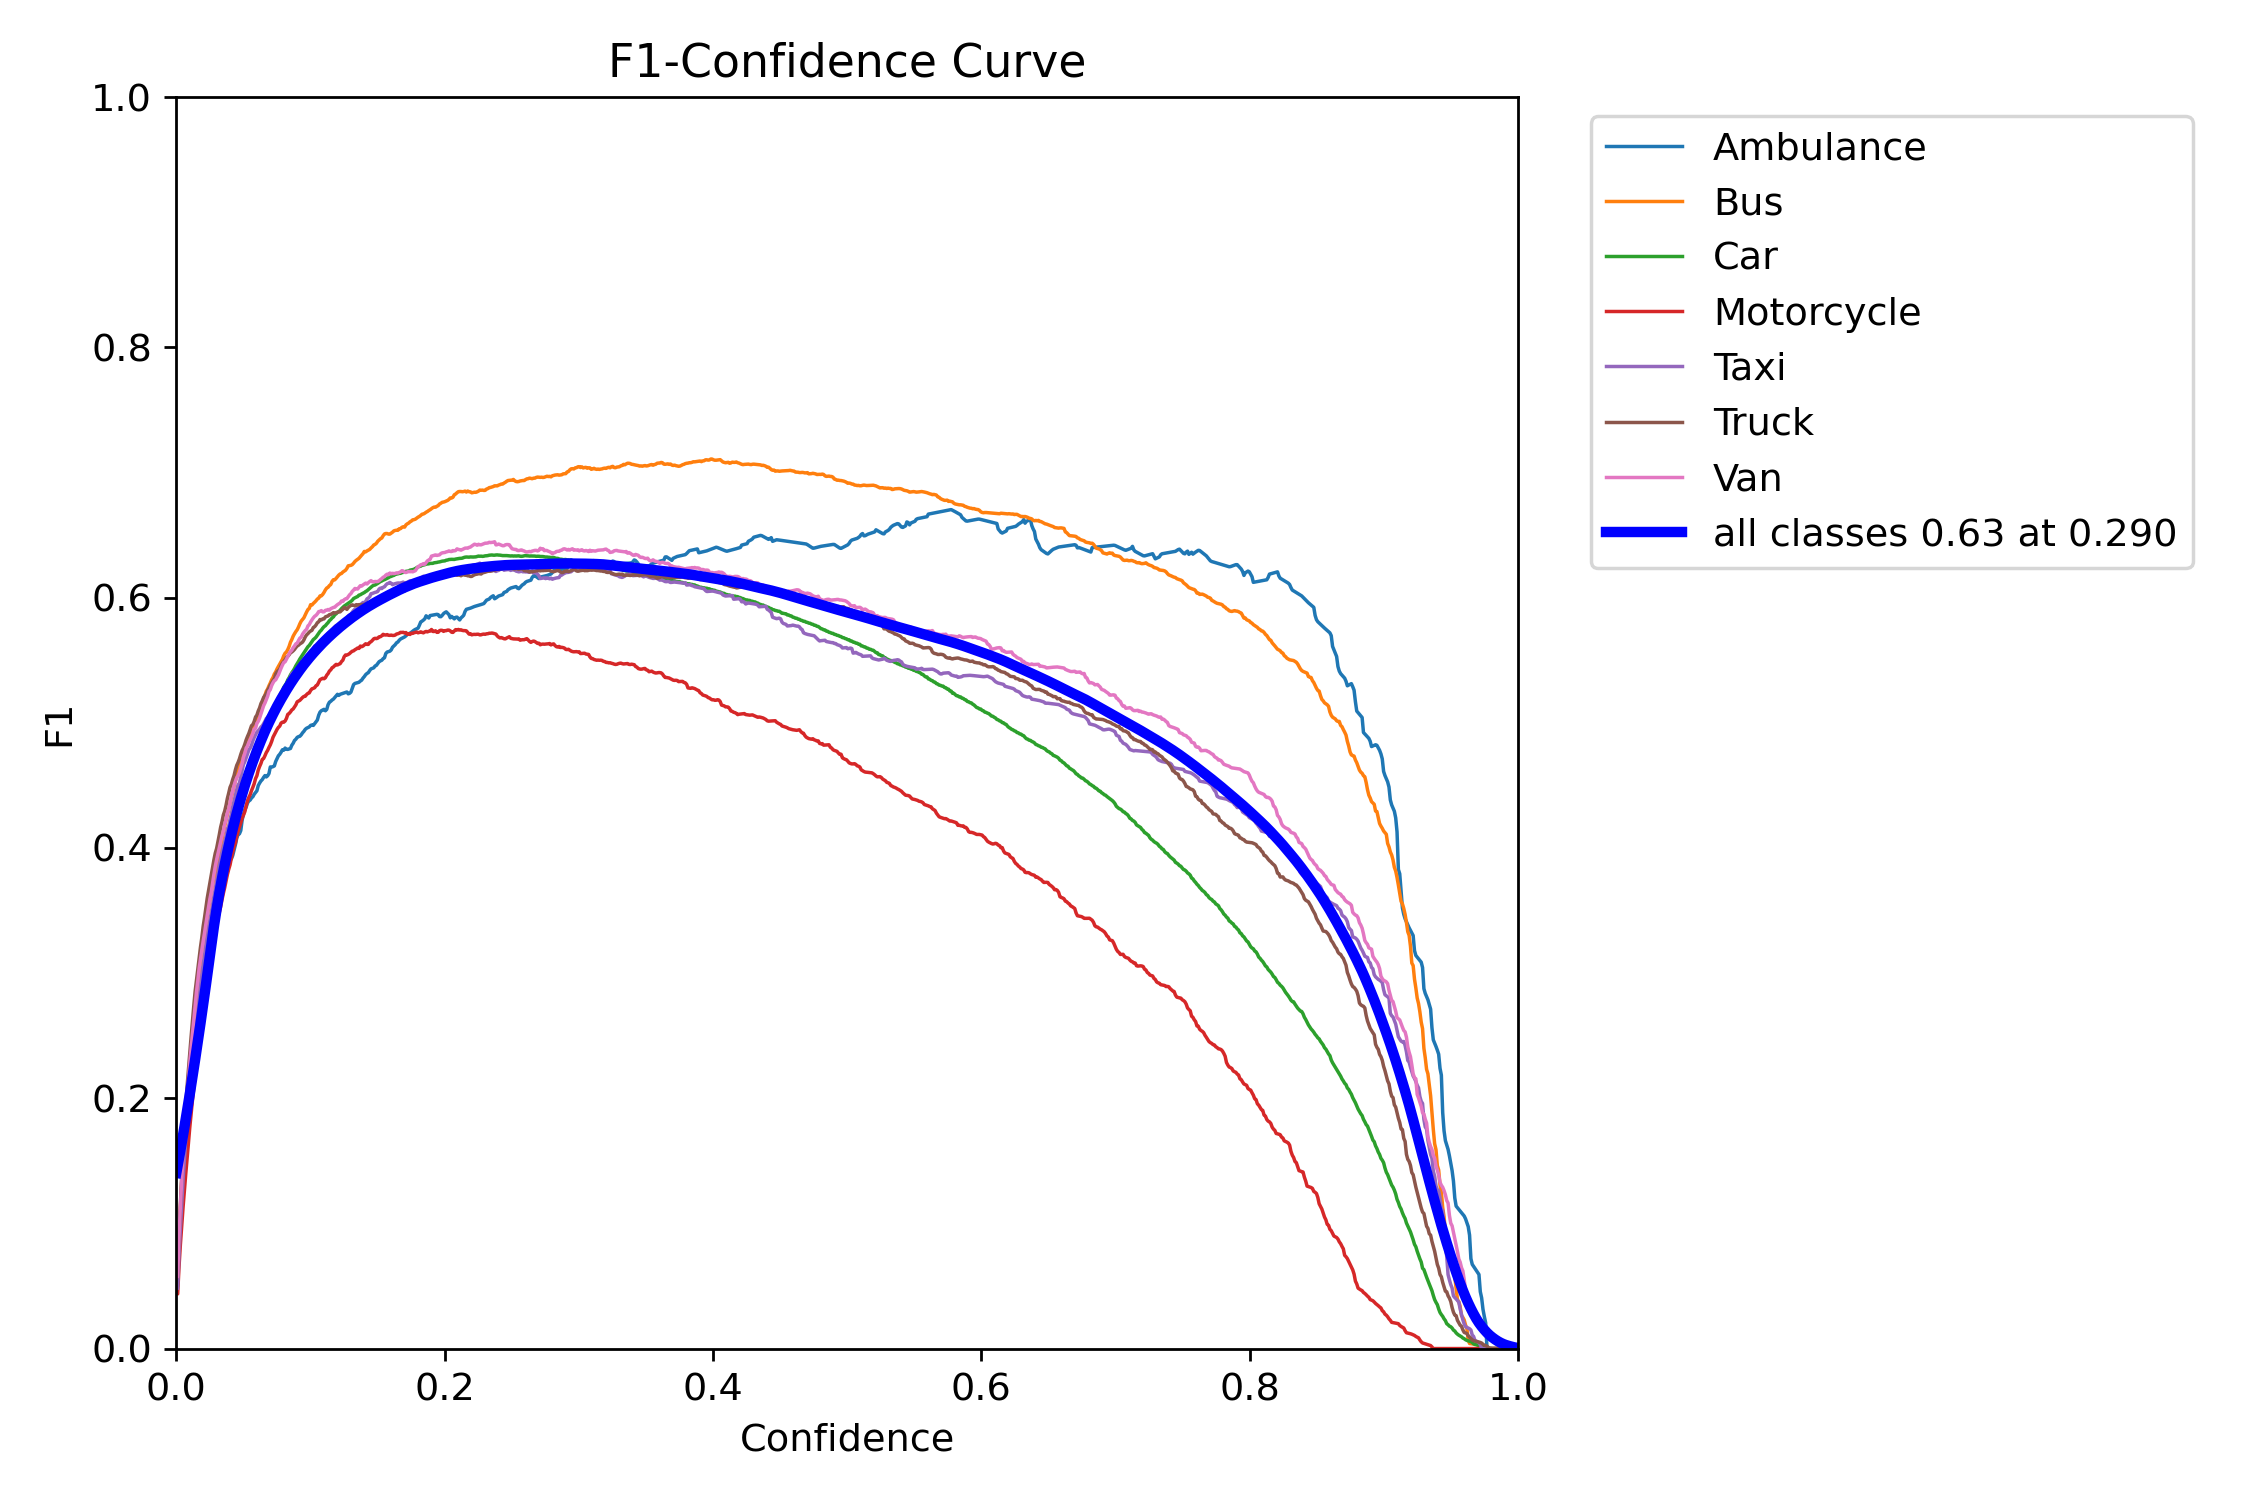 F1-Confidence Curve
1.0
0.8
0.6
0.4
0.2
0.0
F1
0.0 0.2 0.4 0.6 0.8 1.0
Confidence
Ambulance
Bus
Car
Motorcycle
Taxi
Truck
Van
all classes 0.63 at 0.290